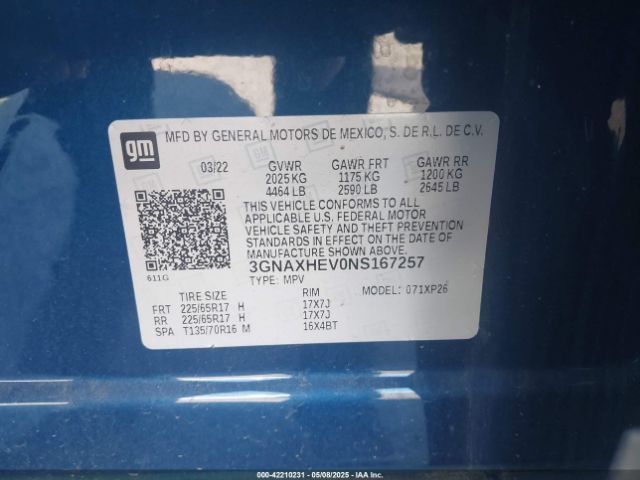 gm
MFD BY GENERAL MOTORS DE MEXICO, S. DE R.L. DE C.V.
03/22 GVWR GAWR FRT GAWR RR
2025 KG 1175 KG 1200 KG
4464 LB 2590 LB 2645 LB
THIS VEHICLE CONFORMS TO ALL
APPLICABLE U.S. FEDERAL MOTOR
VEHICLE SAFETY AND THEFT
PREVENTION STANDARDS IN EFFECT
ON THE DATE OF MANUFACTURE
SHOWN ABOVE.
3GNAXHEV0NS167257
611G
TYPE: MPV
TIRE SIZE RIM MODEL: 071XP26
FRT 225/65R17 H 17X7J
RR 225/65R17 H 17X7J
SPA T135/70R16 M 16X4BT
000-42210231 - 05/08/2025 - IAAI.COM